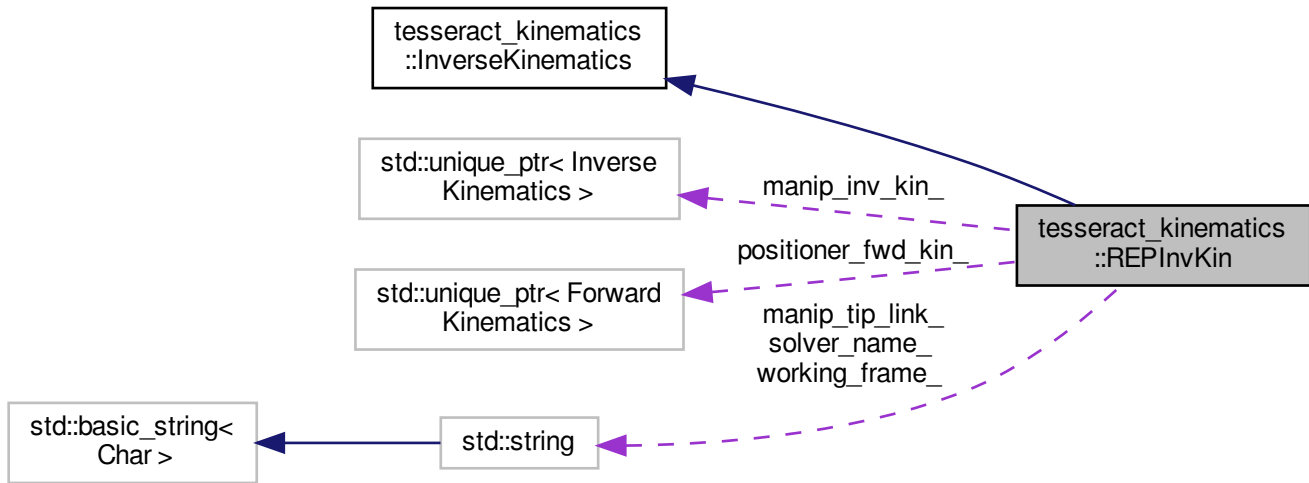 tesseract_kinematics
::InverseKinematics
std::unique_ptr< Inverse
Kinematics >
manip_inv_kin_
tesseract_kinematics
::REPInvKin
positioner_fwd_kin_
std::unique_ptr< Forward
Kinematics >
manip_tip_link_
solver_name_
working_frame_
std::basic_string<
Char >
std::string